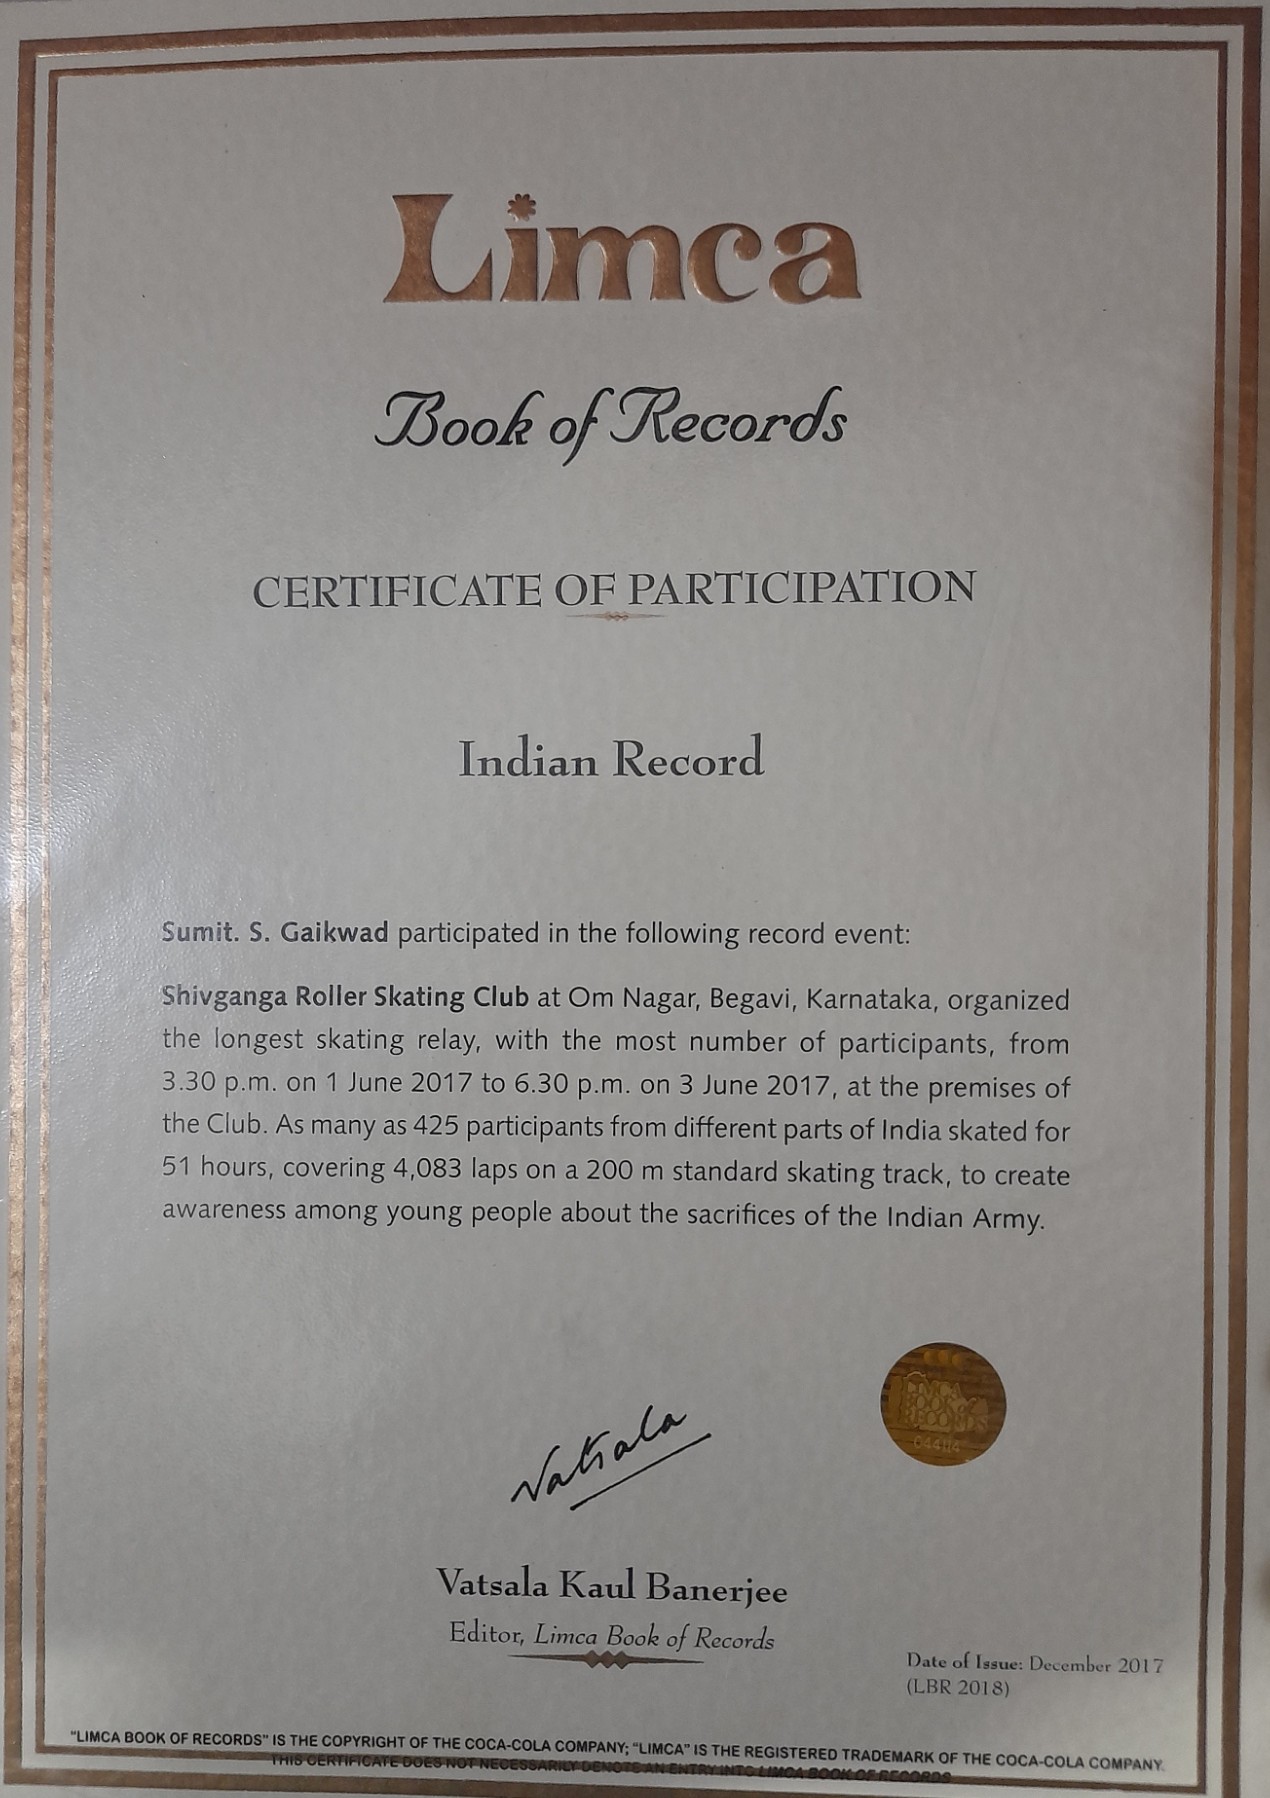 Limca
Book of Records
CERTIFICATE OF PARTICIPATION
Indian Record
Sumit. S. Gaikwad participated in the following record event:
Shivganga Roller Skating Club at Om Nagar, Begavi, Karnataka, organized
the longest skating relay, with the most number of participants, from
3.30 p.m. on 1 June 2017 to 6.30 p.m. on 3 June 2017, at the premises of
the Club. As many as 425 participants from different parts of India skated for
51 hours, covering 4,083 laps on a 200 m standard skating track, to create
awareness among young people about the sacrifices of the Indian Army.
LIMCA
BOOK of
RECORDS
Vatsala
Vatsala Kaul Banerjee
Editor, Limca Book of Records
Date of Issue: December 2017
(LBR 2018)
"LIMCA BOOK OF RECORDS" IS THE COPYRIGHT OF THE COCA-COLA COMPANY; "LIMCA" IS THE REGISTERED TRADEMARK OF THE COCA-COLA COMPANY.
THIS CERTIFICATE DOES NOT NECESSARILY DENOTE AN ENTRY INTO LIMCA BOOK OF RECORDS